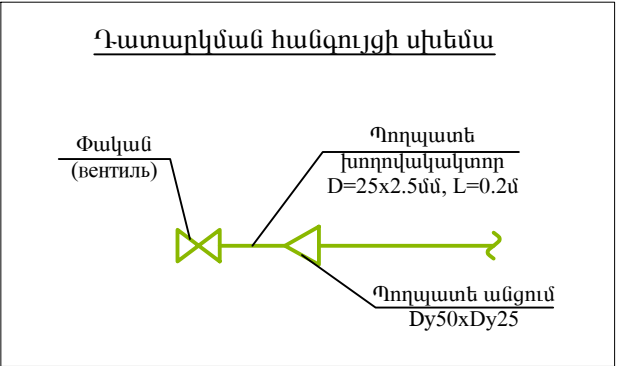 Դատարկման հանգույցի սխեմա
Փական
(вентиль)
Պողպատե
խողովակակտոր
D=25x2.5մմ, L=0.2մ
Պողպատե անցում
Dy50xDy25